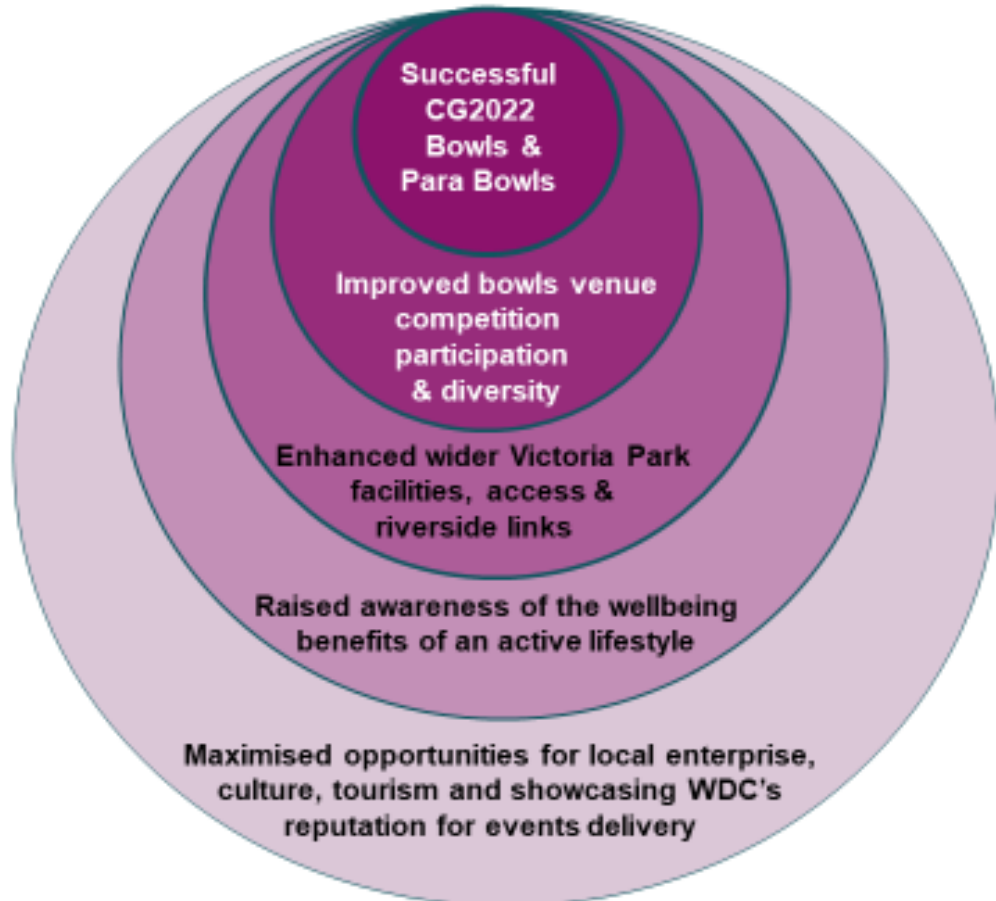 Successful
CG2022
Bowls &
Para Bowls
Improved bowls venue
competition
participation
& diversity
Enhanced wider Victoria Park
facilities, access &
riverside links
Raised awareness of the wellbeing
benefits of an active lifestyle
Maximised opportunities for local enterprise,
culture, tourism and showcasing WDC's
reputation for events delivery